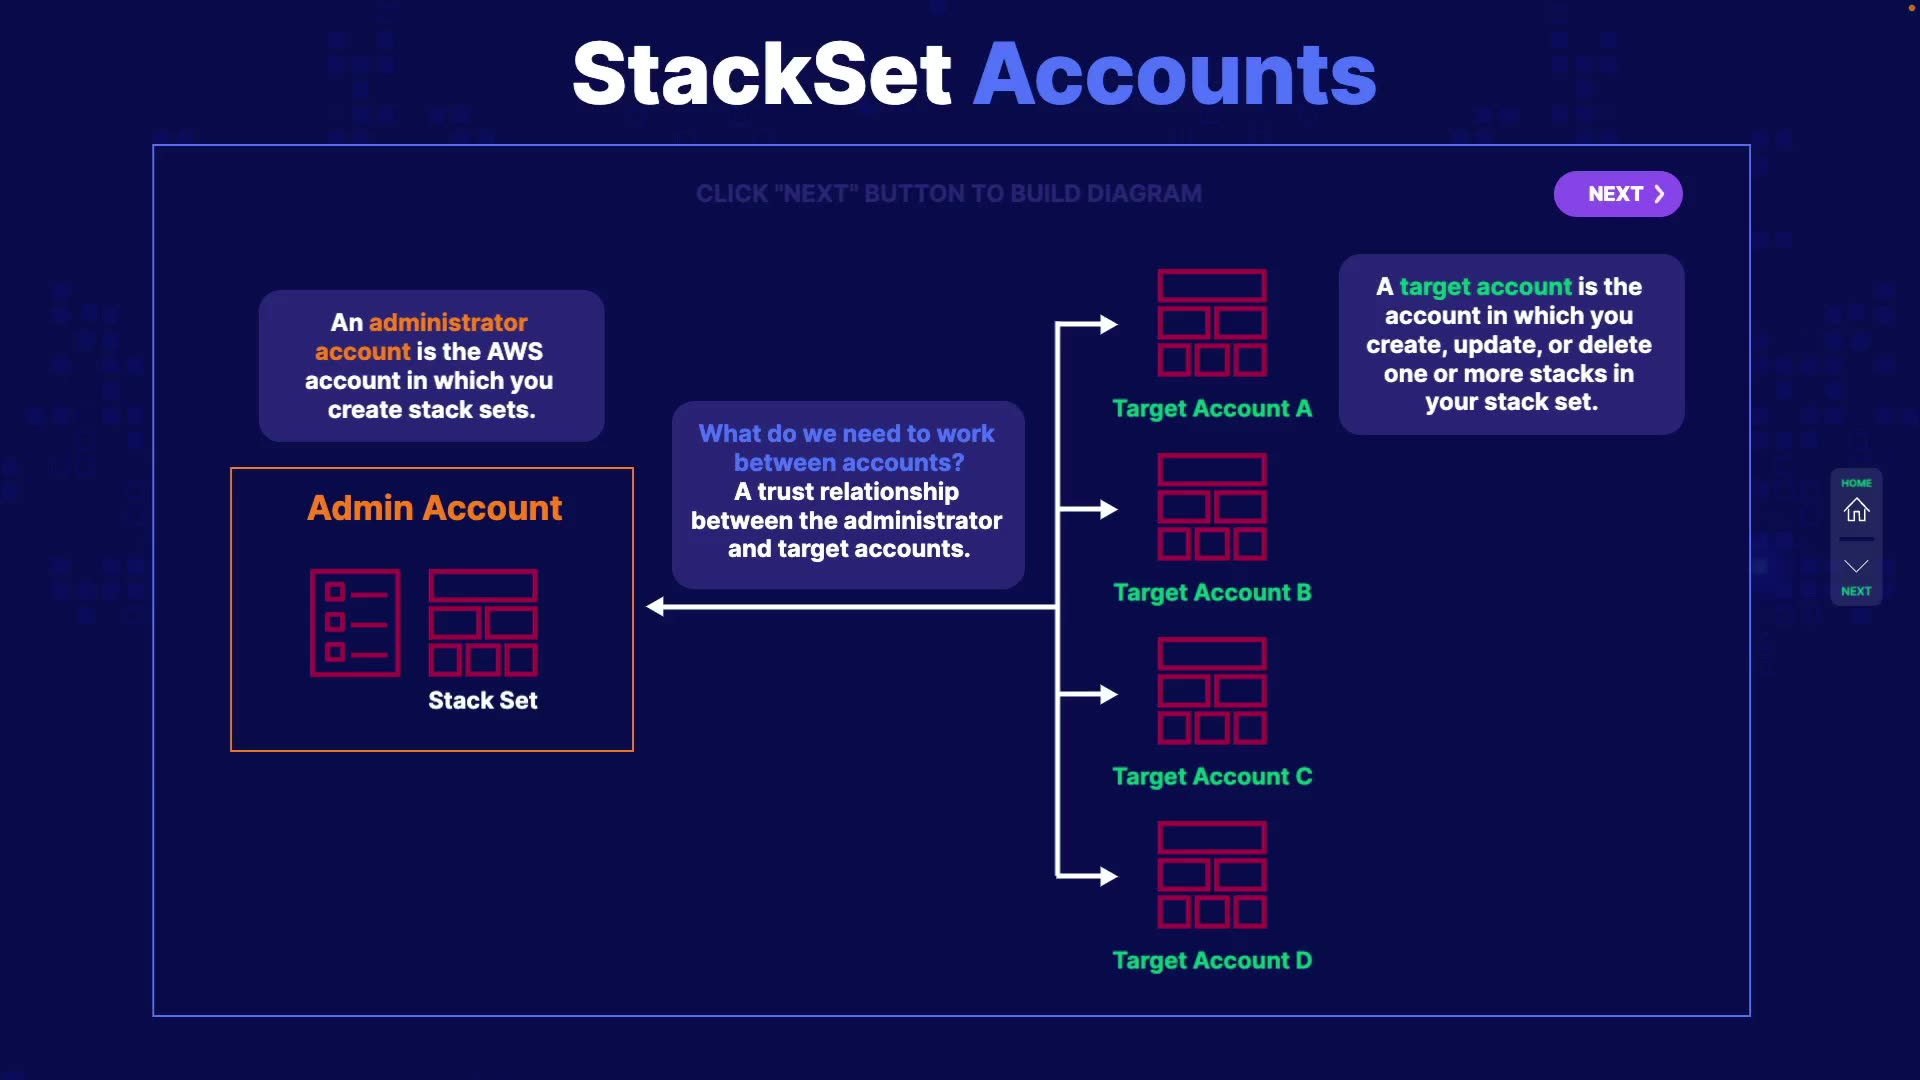 StackSet Accounts
CLICK "NEXT" BUTTON TO BUILD DIAGRAM
NEXT
An administrator
account is the AWS
account in which you
create stack sets.
Admin Account
Stack Set
What do we need to work
between accounts?
A trust relationship
between the administrator
and target accounts.
Target Account A
Target Account B
Target Account C
Target Account D
A target account is the
account in which you
create, update, or delete
one or more stacks in
your stack set.
HOME
NEXT